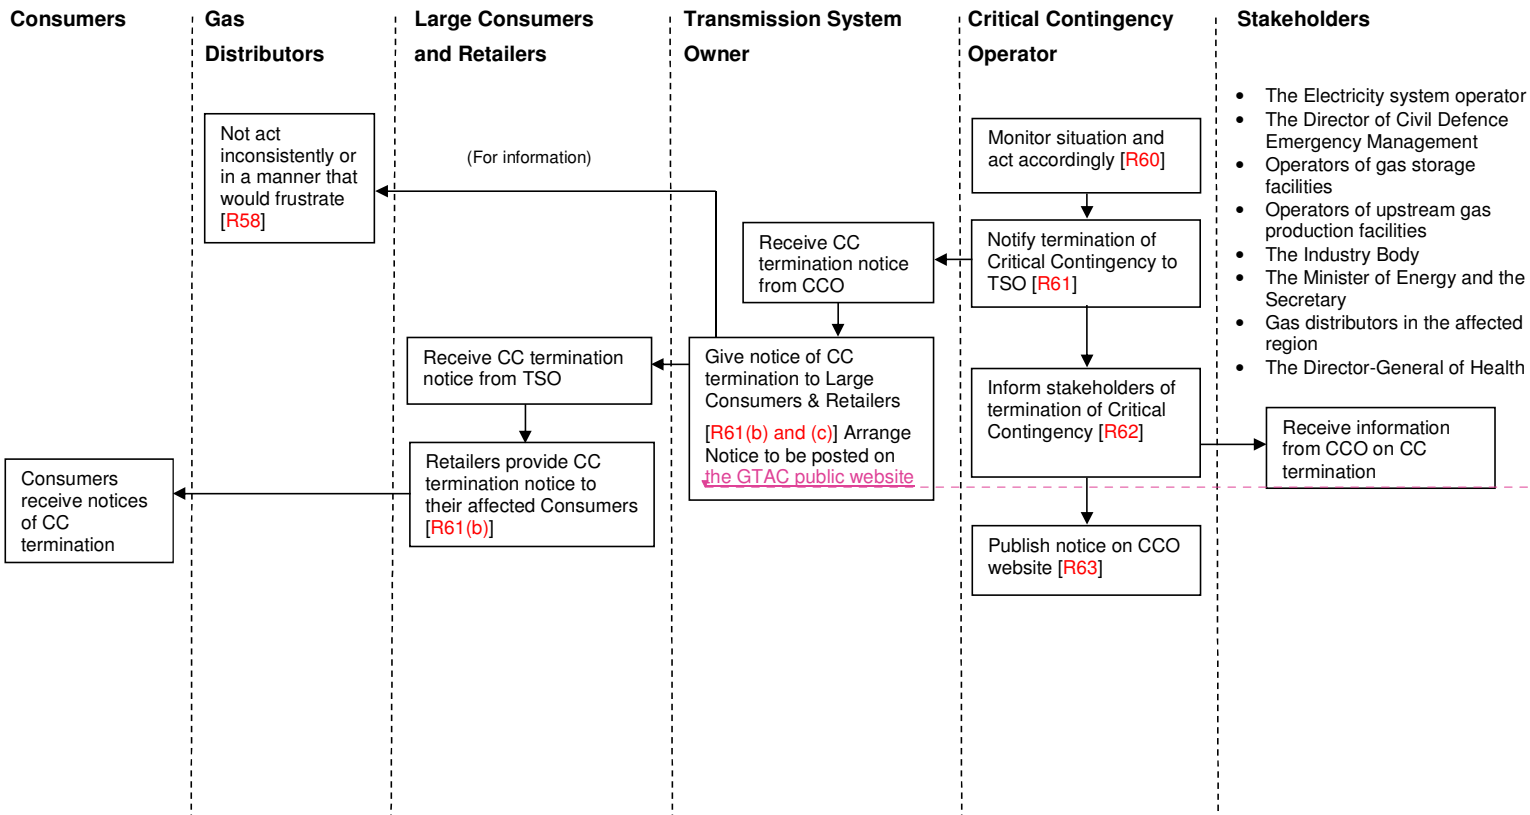 Consumers
Gas
Distributors
Large Consumers
and Retailers
Transmission System
Owner
Critical Contingency
Operator
Stakeholders
Not act
inconsistently or
in a manner that
would frustrate
[R58]
(For information)
Monitor situation and
act accordingly [R60]
• The Electricity system operator
• The Director of Civil Defence
Emergency Management
• Operators of gas storage
facilities
• Operators of upstream gas
production facilities
• The Industry Body
• The Minister of Energy and the
Secretary
• Gas distributors in the affected
region
• The Director-General of Health
Receive CC
termination notice
from CCO
Notify termination of
Critical Contingency to
TSO [R61]
Receive CC termination
notice from TSO
Give notice of CC
termination to Large
Consumers & Retailers
[R61(b) and (c)] Arrange
Notice to be posted on
the GTAC public website
Inform stakeholders of
termination of Critical
Contingency [R62]
Receive information
from CCO on CC
termination
Consumers
receive notices
of CC
termination
Retailers provide CC
termination notice to
their affected Consumers
[R61(b)]
Publish notice on CCO
website [R63]